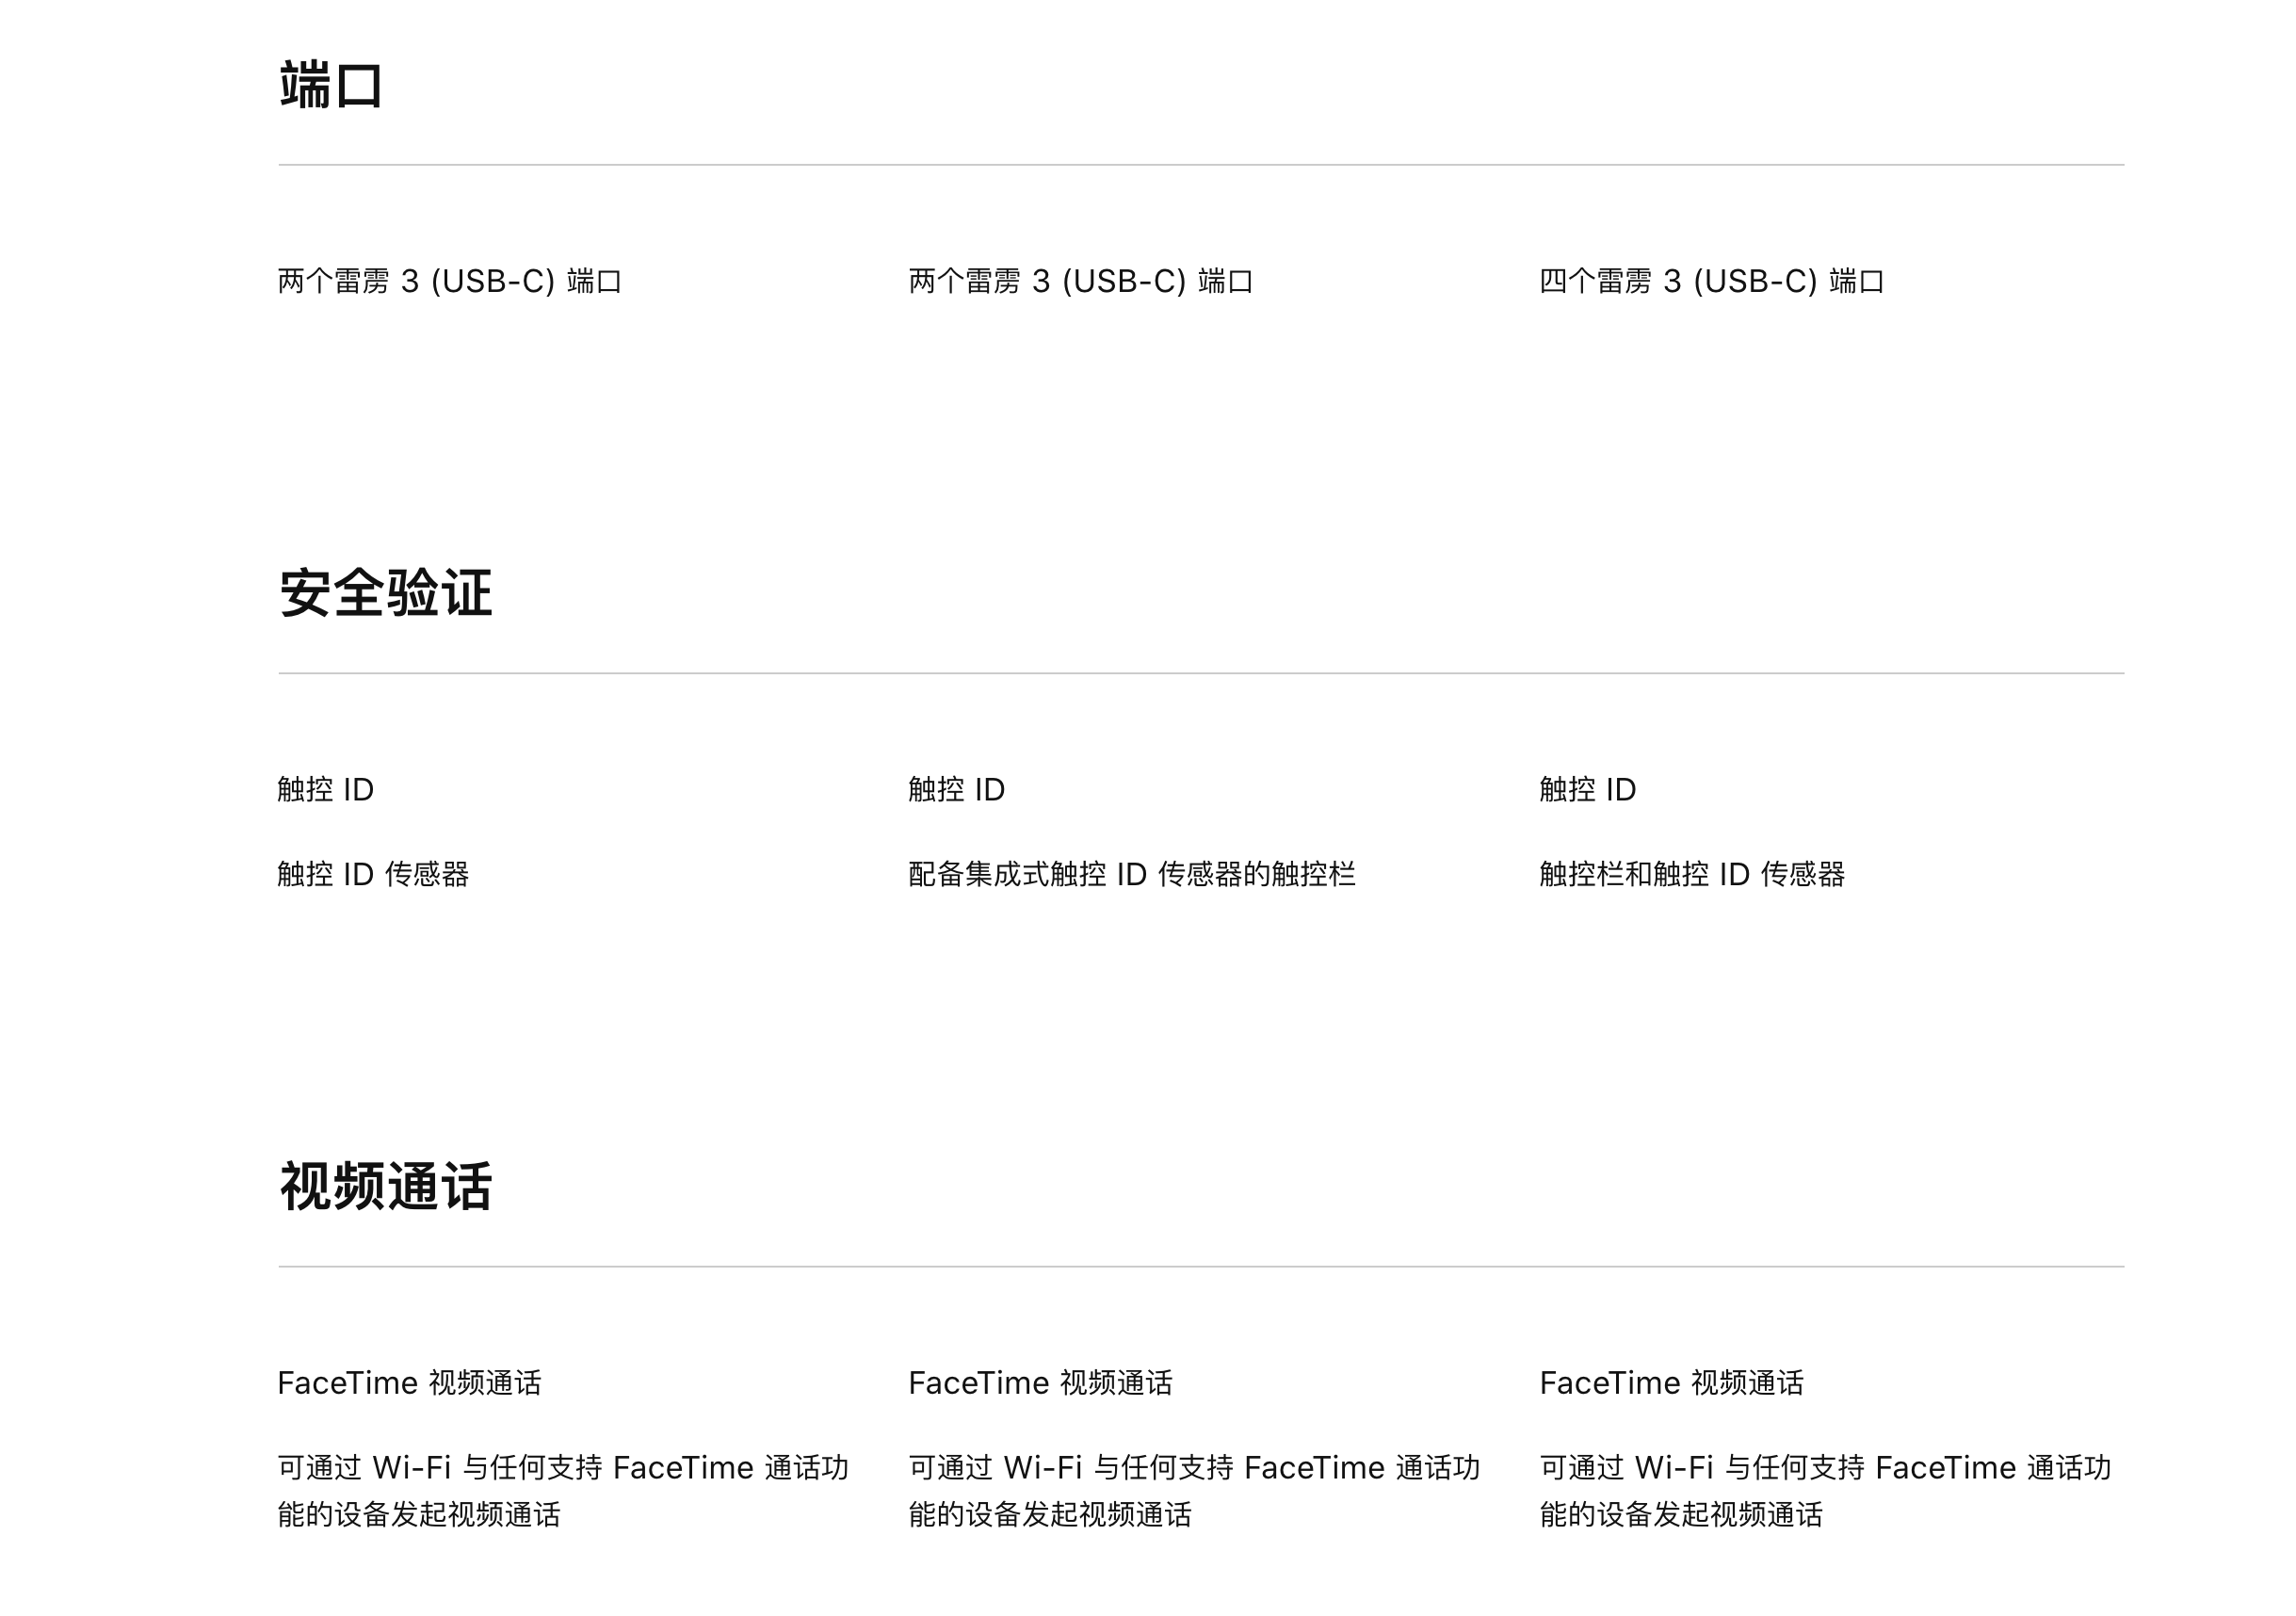 端口
两个雷雳 3 (USB-C) 端口
两个雷雳 3 (USB-C) 端口
四个雷雳 3 (USB-C) 端口
安全验证
触控 ID
触控 ID
触控 ID
触控 ID 传感器
配备集成式触控 ID 传感器的触控栏
触控栏和触控 ID 传感器
视频通话
FaceTime 视频通话
FaceTime 视频通话
FaceTime 视频通话
可通过 Wi-Fi 与任何支持 FaceTime 通话功
能的设备发起视频通话
可通过 Wi-Fi 与任何支持 FaceTime 通话功
能的设备发起视频通话
可通过 Wi-Fi 与任何支持 FaceTime 通话功
能的设备发起视频通话